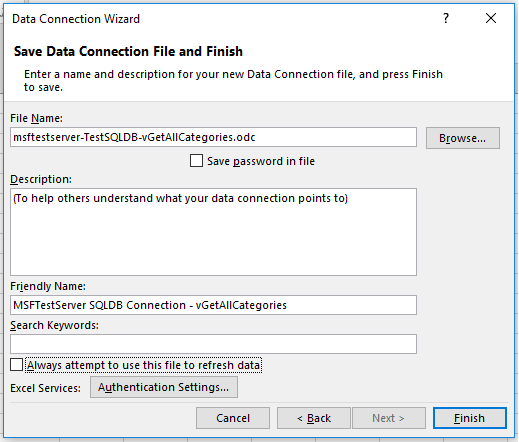 Data Connection Wizard
?
Save Data Connection File and Finish
Enter a name and description for your new Data Connection file, and press Finish
to save.
File Name:
msftestserver-TestSQLDB-vGetAllCategories.odc
Browse...
Save password in file
Description:
(To help others understand what your data connection points to)
Friendly Name:
MSFTestServer SQLDB Connection - vGetAllCategories
Search Keywords:
Always attempt to use this file to refresh data
Excel Services: Authentication Settings...
Cancel < Back Next > Finish